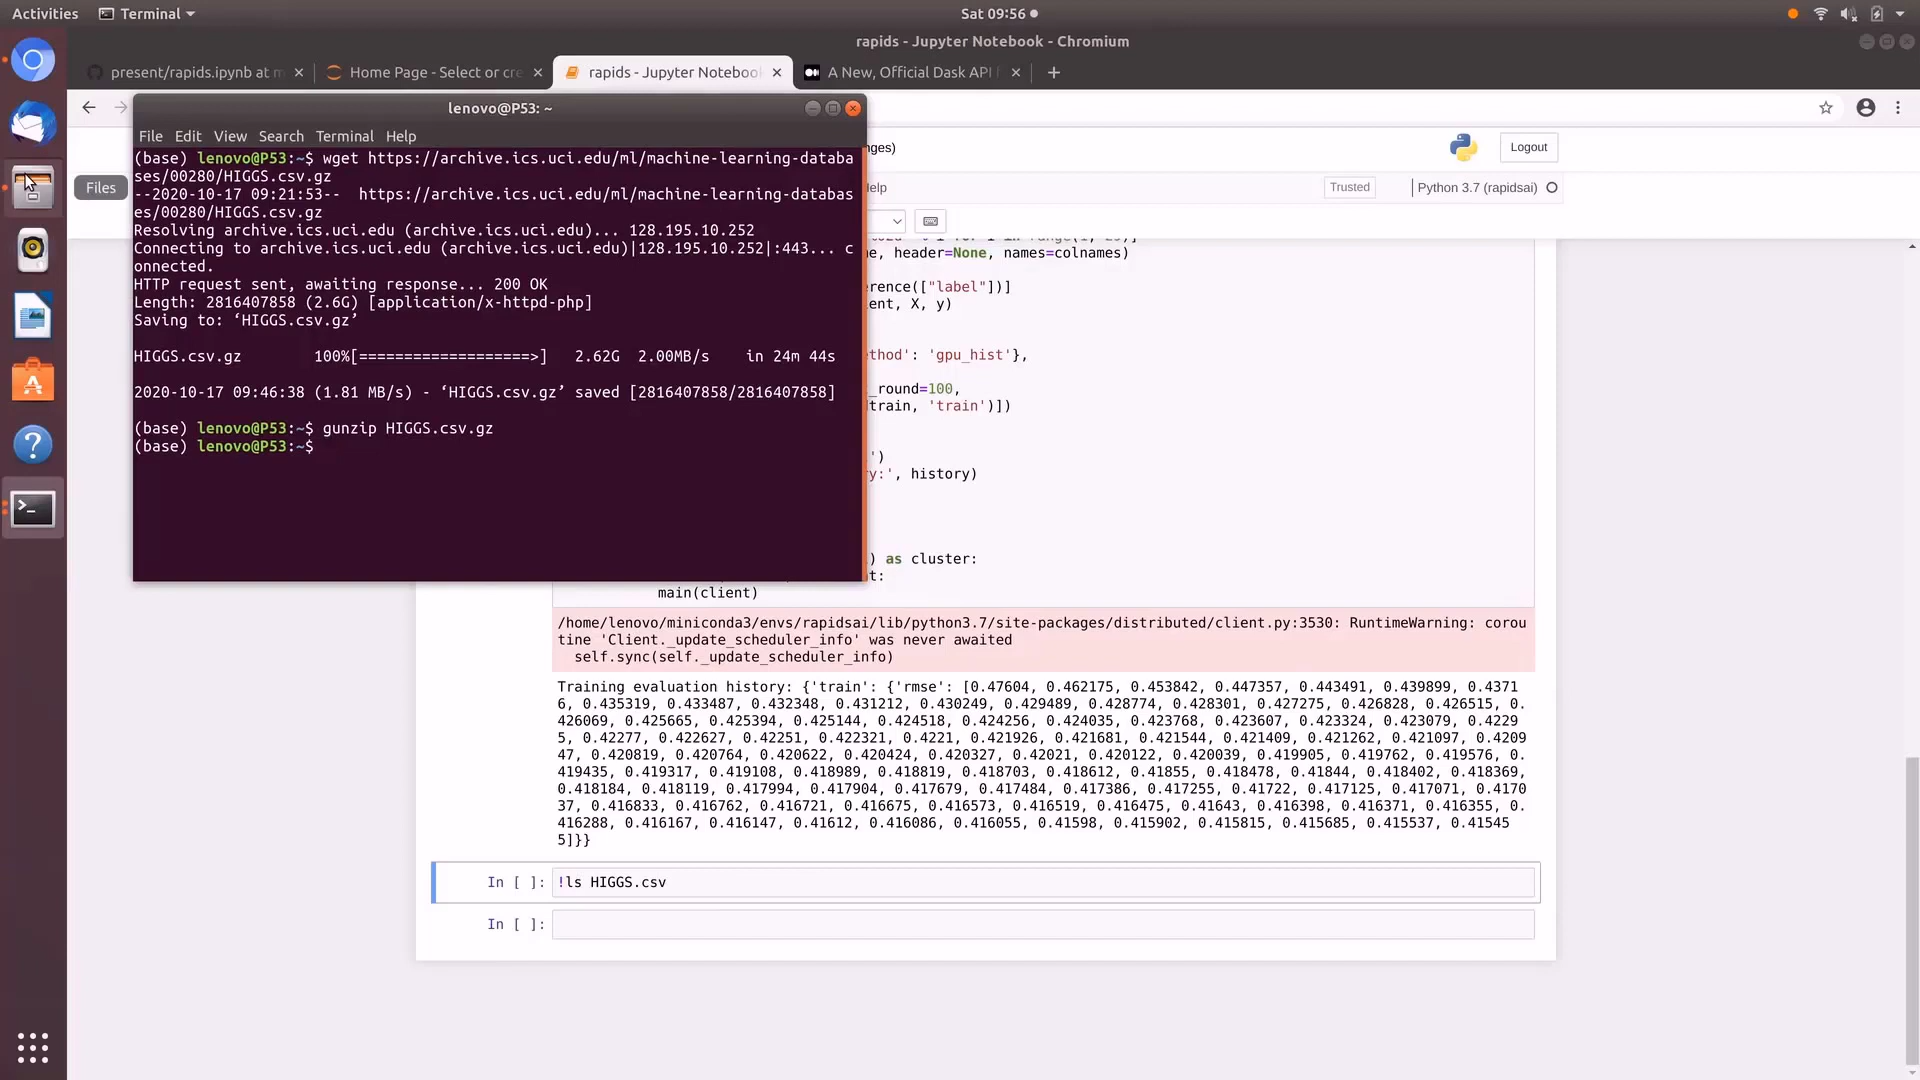 Activities
Terminal
Sat 09:56
rapids - Jupyter Notebook - Chromium
present/rapids.ipynb at m
Home Page - Select or cre
rapids - Jupyter Notebook
A New, Official Dask API f
lenovo@P53: ~
File Edit View Search Terminal Help
(base) lenovo@P53:~$ wget https://archive.ics.uci.edu/ml/machine-learning-databa
ses/00280/HIGGS.csv.gz
--2020-10-17 09:21:53-- https://archive.ics.uci.edu/ml/machine-learning-databas
es/00280/HIGGS.csv.gz
Resolving archive.ics.uci.edu (archive.ics.uci.edu)... 128.195.10.252
Connecting to archive.ics.uci.edu (archive.ics.uci.edu)|128.195.10.252|:443... c
onnected.
HTTP request sent, awaiting response... 200 OK
Length: 2816407858 (2.6G) [application/x-httpd-php]
Saving to: ‘HIGGS.csv.gz’
HIGGS.csv.gz 100%[===================>] 2.62G 2.00MB/s in 24m 44s
2020-10-17 09:46:38 (1.81 MB/s) - ‘HIGGS.csv.gz’ saved [2816407858/2816407858]
(base) lenovo@P53:~$ gunzip HIGGS.csv.gz
(base) lenovo@P53:~$
Files
nges)
Logout
elp
Trusted
Python 3.7 (rapidsai)
e, header=None, names=colnames)
erence(["label"])]
ent, X, y)
thod': 'gpu_hist'},
_round=100,
train, 'train')])
')
ry:', history)
) as cluster:
t:
main(client)
/home/lenovo/miniconda3/envs/rapidsai/lib/python3.7/site-packages/distributed/client.py:3530: RuntimeWarning: corou
tine 'Client._update_scheduler_info' was never awaited
self.sync(self._update_scheduler_info)
Training evaluation history: {'train': {'rmse': [0.47604, 0.462175, 0.453842, 0.447357, 0.443491, 0.439899, 0.4371
6, 0.435319, 0.433487, 0.432348, 0.431212, 0.430249, 0.429489, 0.428774, 0.428301, 0.427275, 0.426828, 0.426515, 0.
426069, 0.425665, 0.425394, 0.425144, 0.424518, 0.424256, 0.424035, 0.423768, 0.423607, 0.423324, 0.423079, 0.4229
5, 0.42277, 0.422627, 0.42251, 0.422321, 0.4221, 0.421926, 0.421681, 0.421544, 0.421409, 0.421262, 0.421097, 0.4209
47, 0.420819, 0.420764, 0.420622, 0.420424, 0.420327, 0.42021, 0.420122, 0.420039, 0.419905, 0.419762, 0.419576, 0.
419435, 0.419317, 0.419108, 0.418989, 0.418819, 0.418703, 0.418612, 0.41855, 0.418478, 0.41844, 0.418402, 0.418369,
0.418184, 0.418119, 0.417994, 0.417904, 0.417679, 0.417484, 0.417386, 0.417255, 0.41722, 0.417125, 0.417071, 0.4170
37, 0.416833, 0.416762, 0.416721, 0.416675, 0.416573, 0.416519, 0.416475, 0.41643, 0.416398, 0.416371, 0.416355, 0.
416288, 0.416167, 0.416147, 0.41612, 0.416086, 0.416055, 0.41598, 0.415902, 0.415815, 0.415685, 0.415537, 0.41545
5]}}
In [ ]: !ls HIGGS.csv
In [ ]: